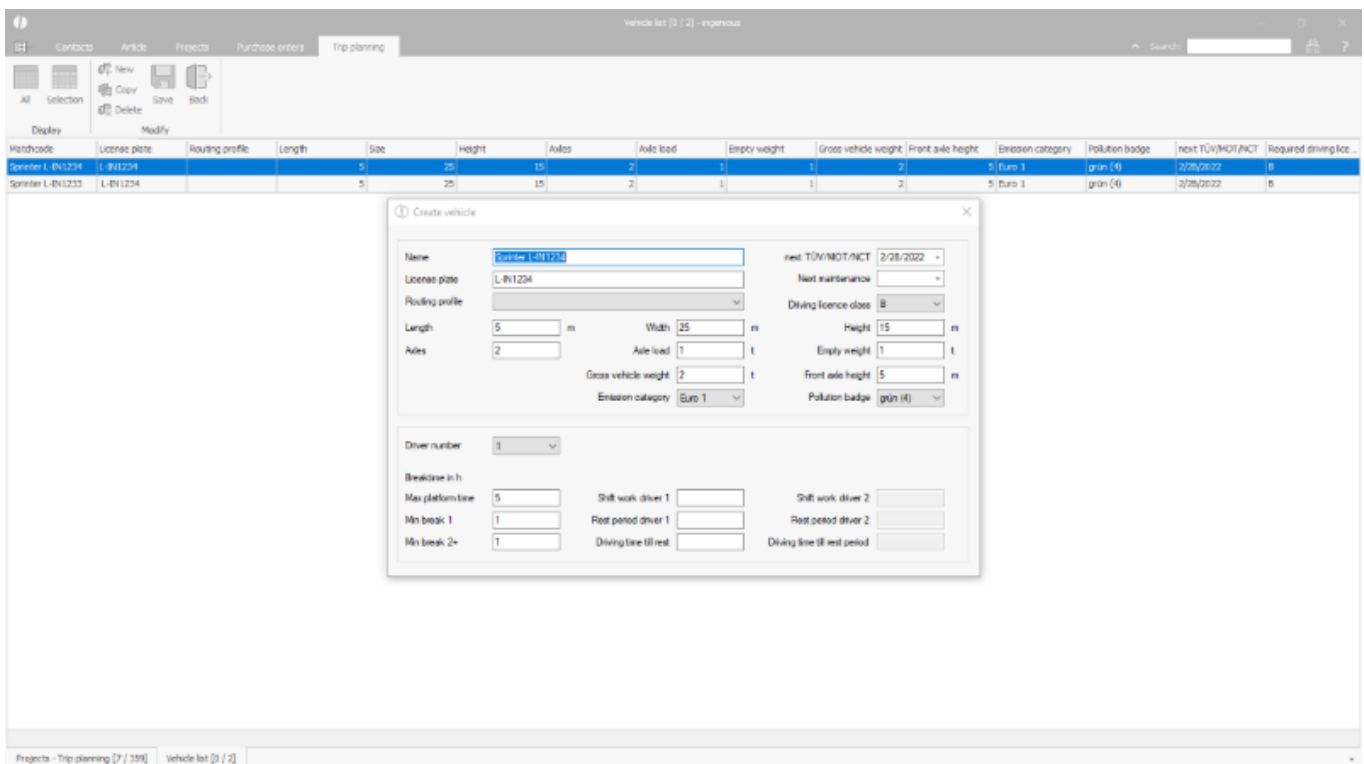 Vehicle list [0 / 2] - ingenious
Contacts Article Projects Purchase orders Trip planning Search: ?
All Selection New Copy Delete Save Back
Display Modify
Matchcode License plate Routing profile Length Size Height Axles Axle load Empty weight Gross vehicle weight Front axle height Emission category Pollution badge next TÜV/MOT/NCT Required driving lice...
Sprinter L-IN1234 L-IN1234 5 25 15 2 1 1 2 5 Euro 1 grün (4) 2/28/2022 B
Sprinter L-IN1233 L-IN1234 5 25 15 2 1 1 2 5 Euro 1 grün (4) 2/28/2022 B
Create vehicle
Name Sprinter L-IN1234 next TÜV/MOT/NCT 2/28/2022
License plate L-IN1234 Next maintenance
Routing profile Driving licence class B
Length 5 m Width 25 m Height 15 m
Axles 2 Axle load 1 t Empty weight 1 t
Gross vehicle weight 2 t Front axle height 5 m
Emission category Euro 1 Pollution badge grün (4)
Driver number 1
Breaktime in h
Max platform time 5 Shift work driver 1 Shift work driver 2
Min break 1 1 Rest period driver 1 Rest period driver 2
Min break 2+ 1 Driving time till rest Driving time till rest period
Projects - Trip planning [7 / 359] Vehicle list [0 / 2]